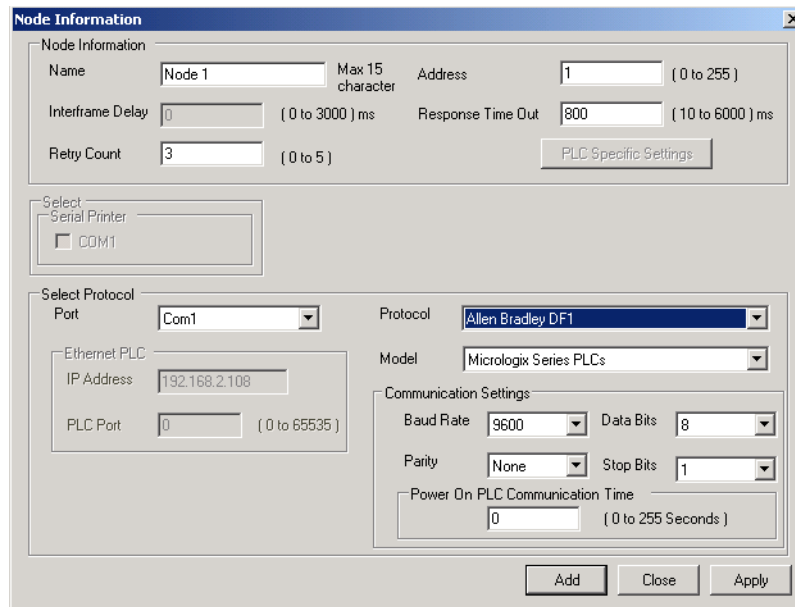 Node Information
Node Information
Name Node 1 Max 15 character Address 1 ( 0 to 255 )
Interframe Delay 0 ( 0 to 3000 ) ms Response Time Out 800 ( 10 to 6000 ) ms
Retry Count 3 ( 0 to 5 ) PLC Specific Settings
Select
Serial Printer
COM1
Select Protocol
Port Com1 Protocol Allen Bradley DF1
Ethernet PLC
Model Micrologix Series PLCs
IP Address 192.168.2.108
Communication Settings
PLC Port 0 ( 0 to 65535 )
Baud Rate 9600 Data Bits 8
Parity None Stop Bits 1
Power On PLC Communication Time
0 ( 0 to 255 Seconds )
Add Close Apply